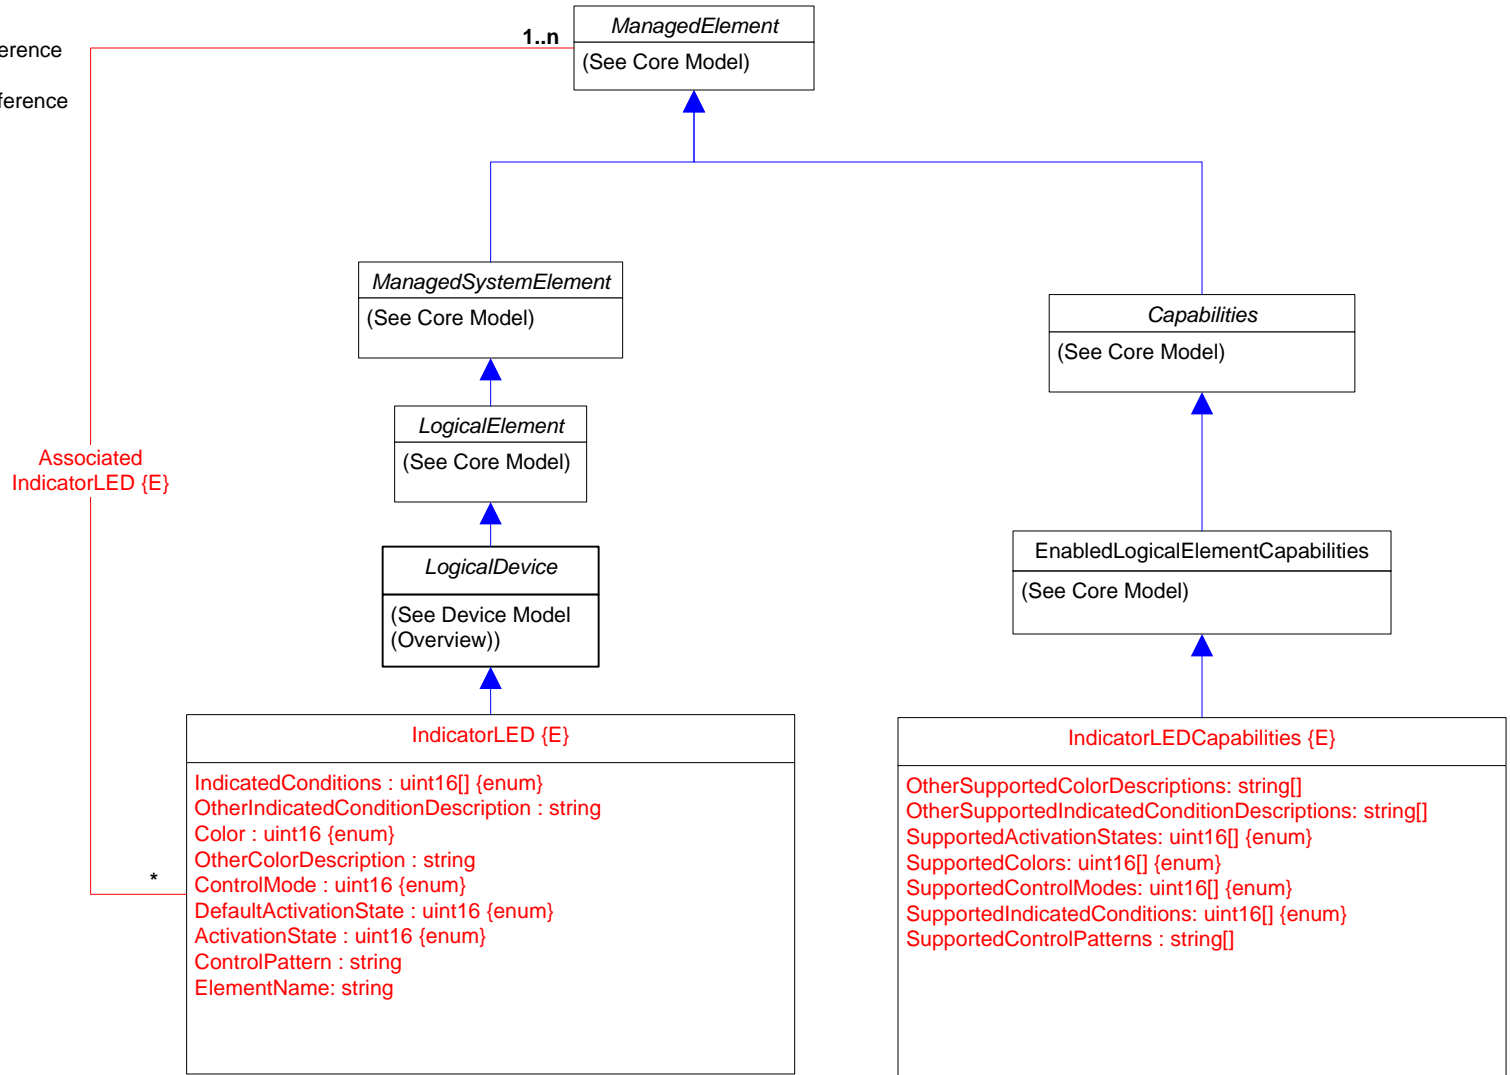 erence
ference
1..n
ManagedElement
(See Core Model)
ManagedSystemElement
(See Core Model)
Capabilities
(See Core Model)
LogicalElement
(See Core Model)
Associated
IndicatorLED {E}
LogicalDevice
(See Device Model
(Overview))
EnabledLogicalElementCapabilities
(See Core Model)
IndicatorLED {E}
IndicatedConditions : uint16[] {enum}
OtherIndicatedConditionDescription : string
Color : uint16 {enum}
OtherColorDescription : string
ControlMode : uint16 {enum}
DefaultActivationState : uint16 {enum}
ActivationState : uint16 {enum}
ControlPattern : string
ElementName: string
*
IndicatorLEDCapabilities {E}
OtherSupportedColorDescriptions: string[]
OtherSupportedIndicatedConditionDescriptions: string[]
SupportedActivationStates: uint16[] {enum}
SupportedColors: uint16[] {enum}
SupportedControlModes: uint16[] {enum}
SupportedIndicatedConditions: uint16[] {enum}
SupportedControlPatterns : string[]